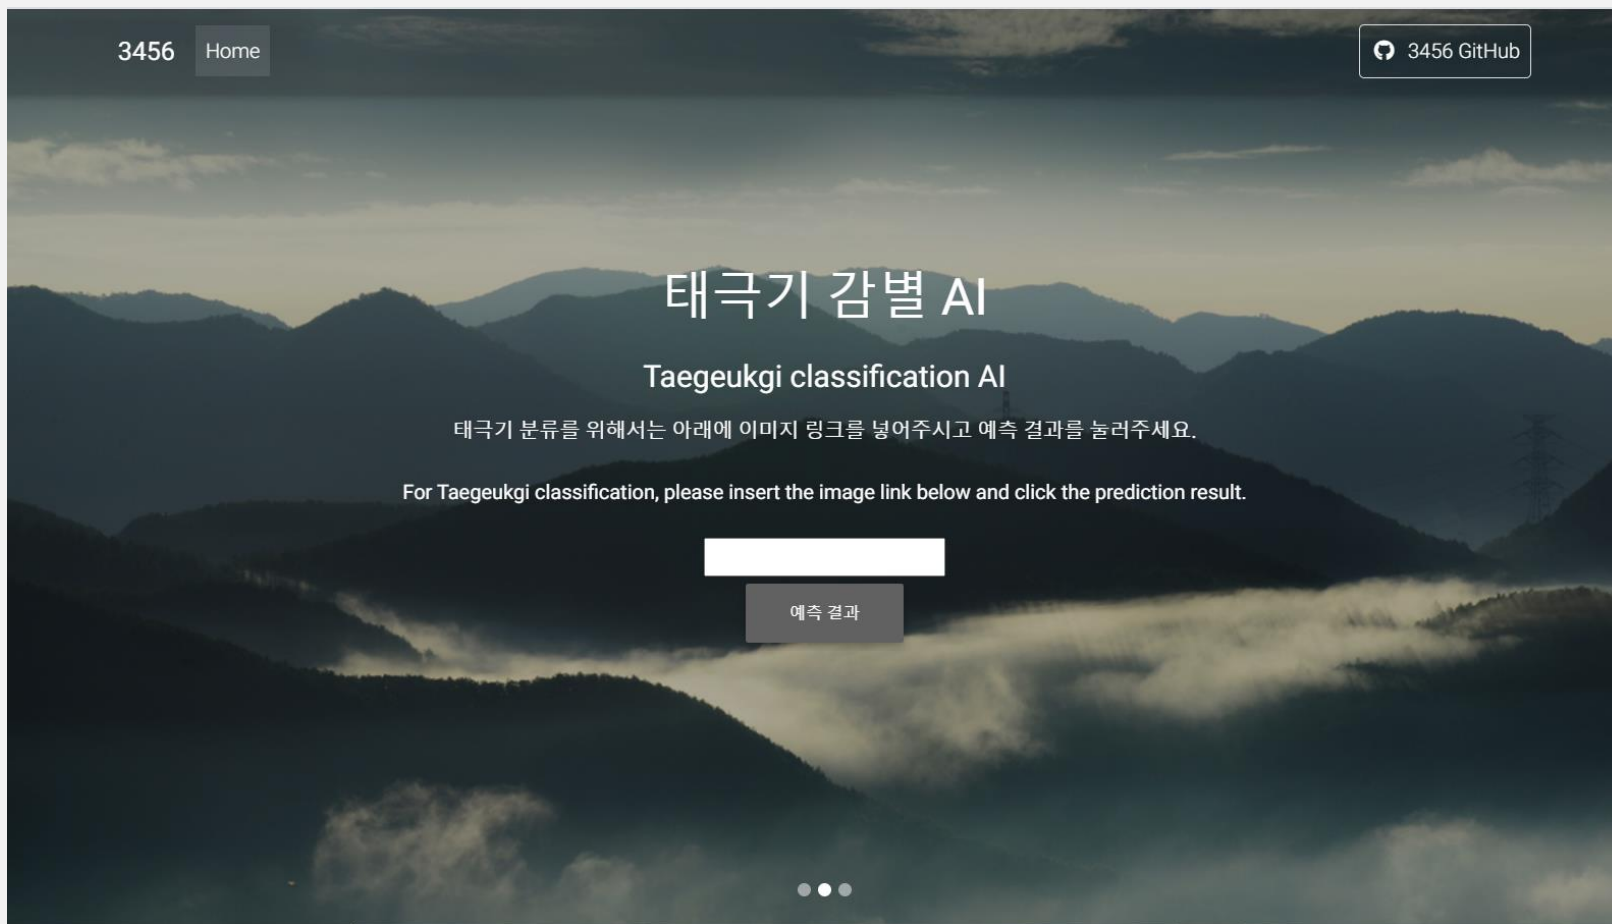 3456 Home
3456 GitHub
태극기 감별 AI
Taegeukgi classification AI
태극기 분류를 위해서는 아래에 이미지 링크를 넣어주시고 예측 결과를 눌러주세요.
For Taegeukgi classification, please insert the image link below and click the prediction result.
예측 결과